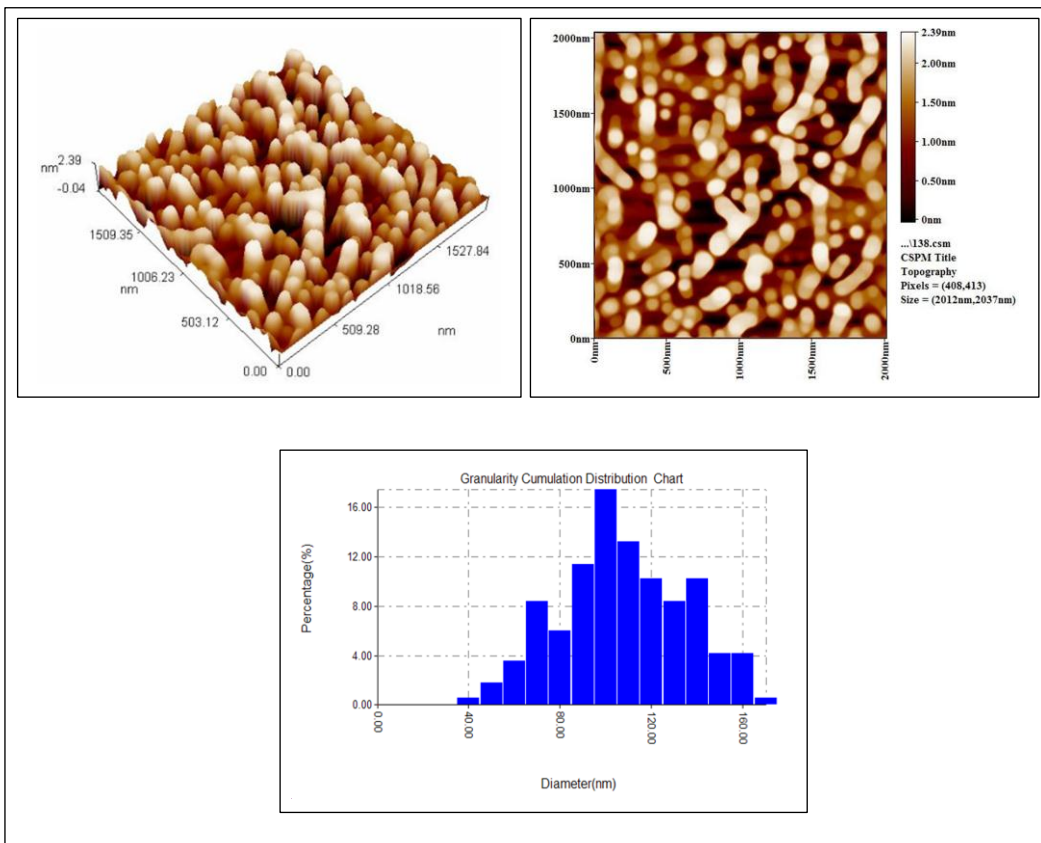 nm 2.39
-0.04
1509.35
1006.23
nm
503.12
0.00
0.00
509.28
1018.56
1527.84
nm
2000nm
1500nm
1000nm
500nm
0nm
0nm
500nm
1000nm
1500nm
2000nm
2.39nm
2.00nm
1.50nm
1.00nm
0.50nm
0nm
...\138.csm
CSPM Title
Topography
Pixels = (408,413)
Size = (2012nm,2037nm)
Granularity Cumulation Distribution Chart
Percentage(%)
16.00
12.00
8.00
4.00
0.00
0.00
40.00
80.00
120.00
160.00
Diameter(nm)